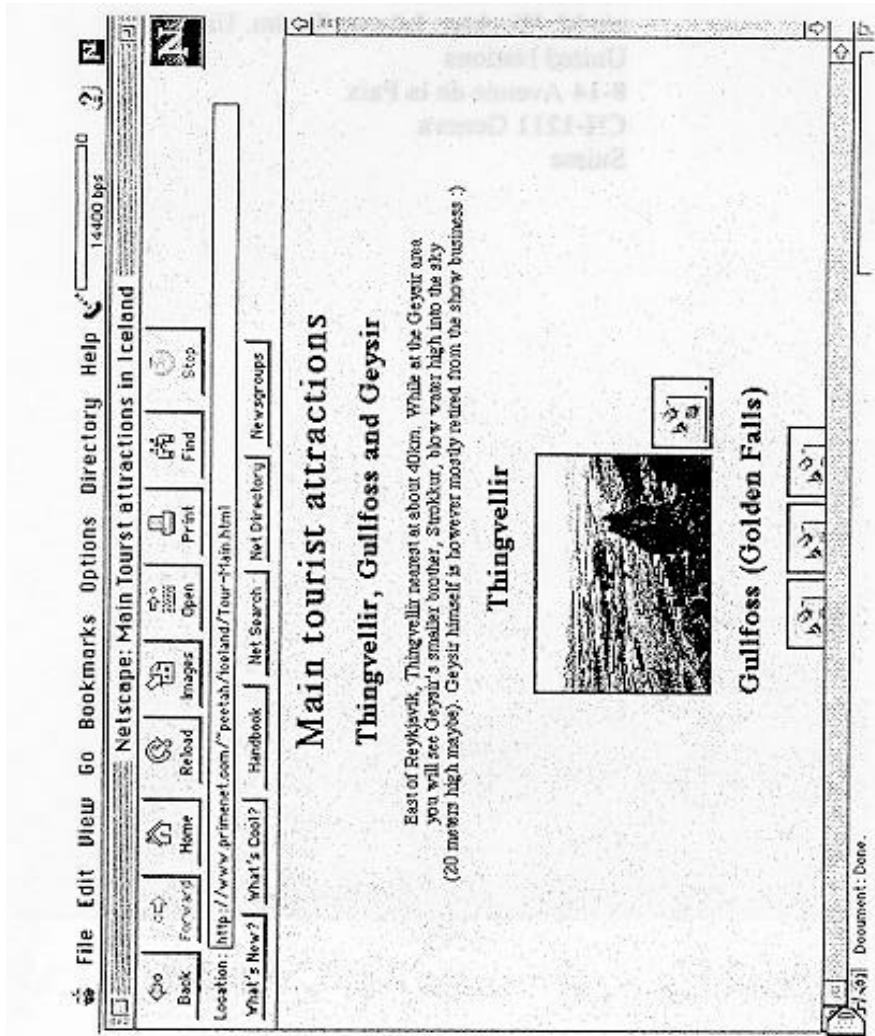 File Edit View Go Bookmarks Options Directory Help
14400 bps
Netscape: Main Tourst attractions in Iceland
Back Forward Home Reload Images Open Print Find Stop
Location: http://www.primenet.com/~peetah/Iceland/Tour-Main.html
What's New? What's Cool? Handbook Net Search Net Directory Newsgroups
Main tourist attractions
Thingvellir, Gullfoss and Geysir
East of Reykjavik, Thingvellir nearest at about 40km. While at the Geysir area
you will see Geysir's smaller brother, Strokkur, blow water high into the sky
(20 meters high maybe). Geysir himself is however mostly retired from the show business :)
Thingvellir
Gullfoss (Golden Falls)
Document: Done.
United Nations
8-14 Avenue de la Paix
CH-1211 Geneva
Suisse